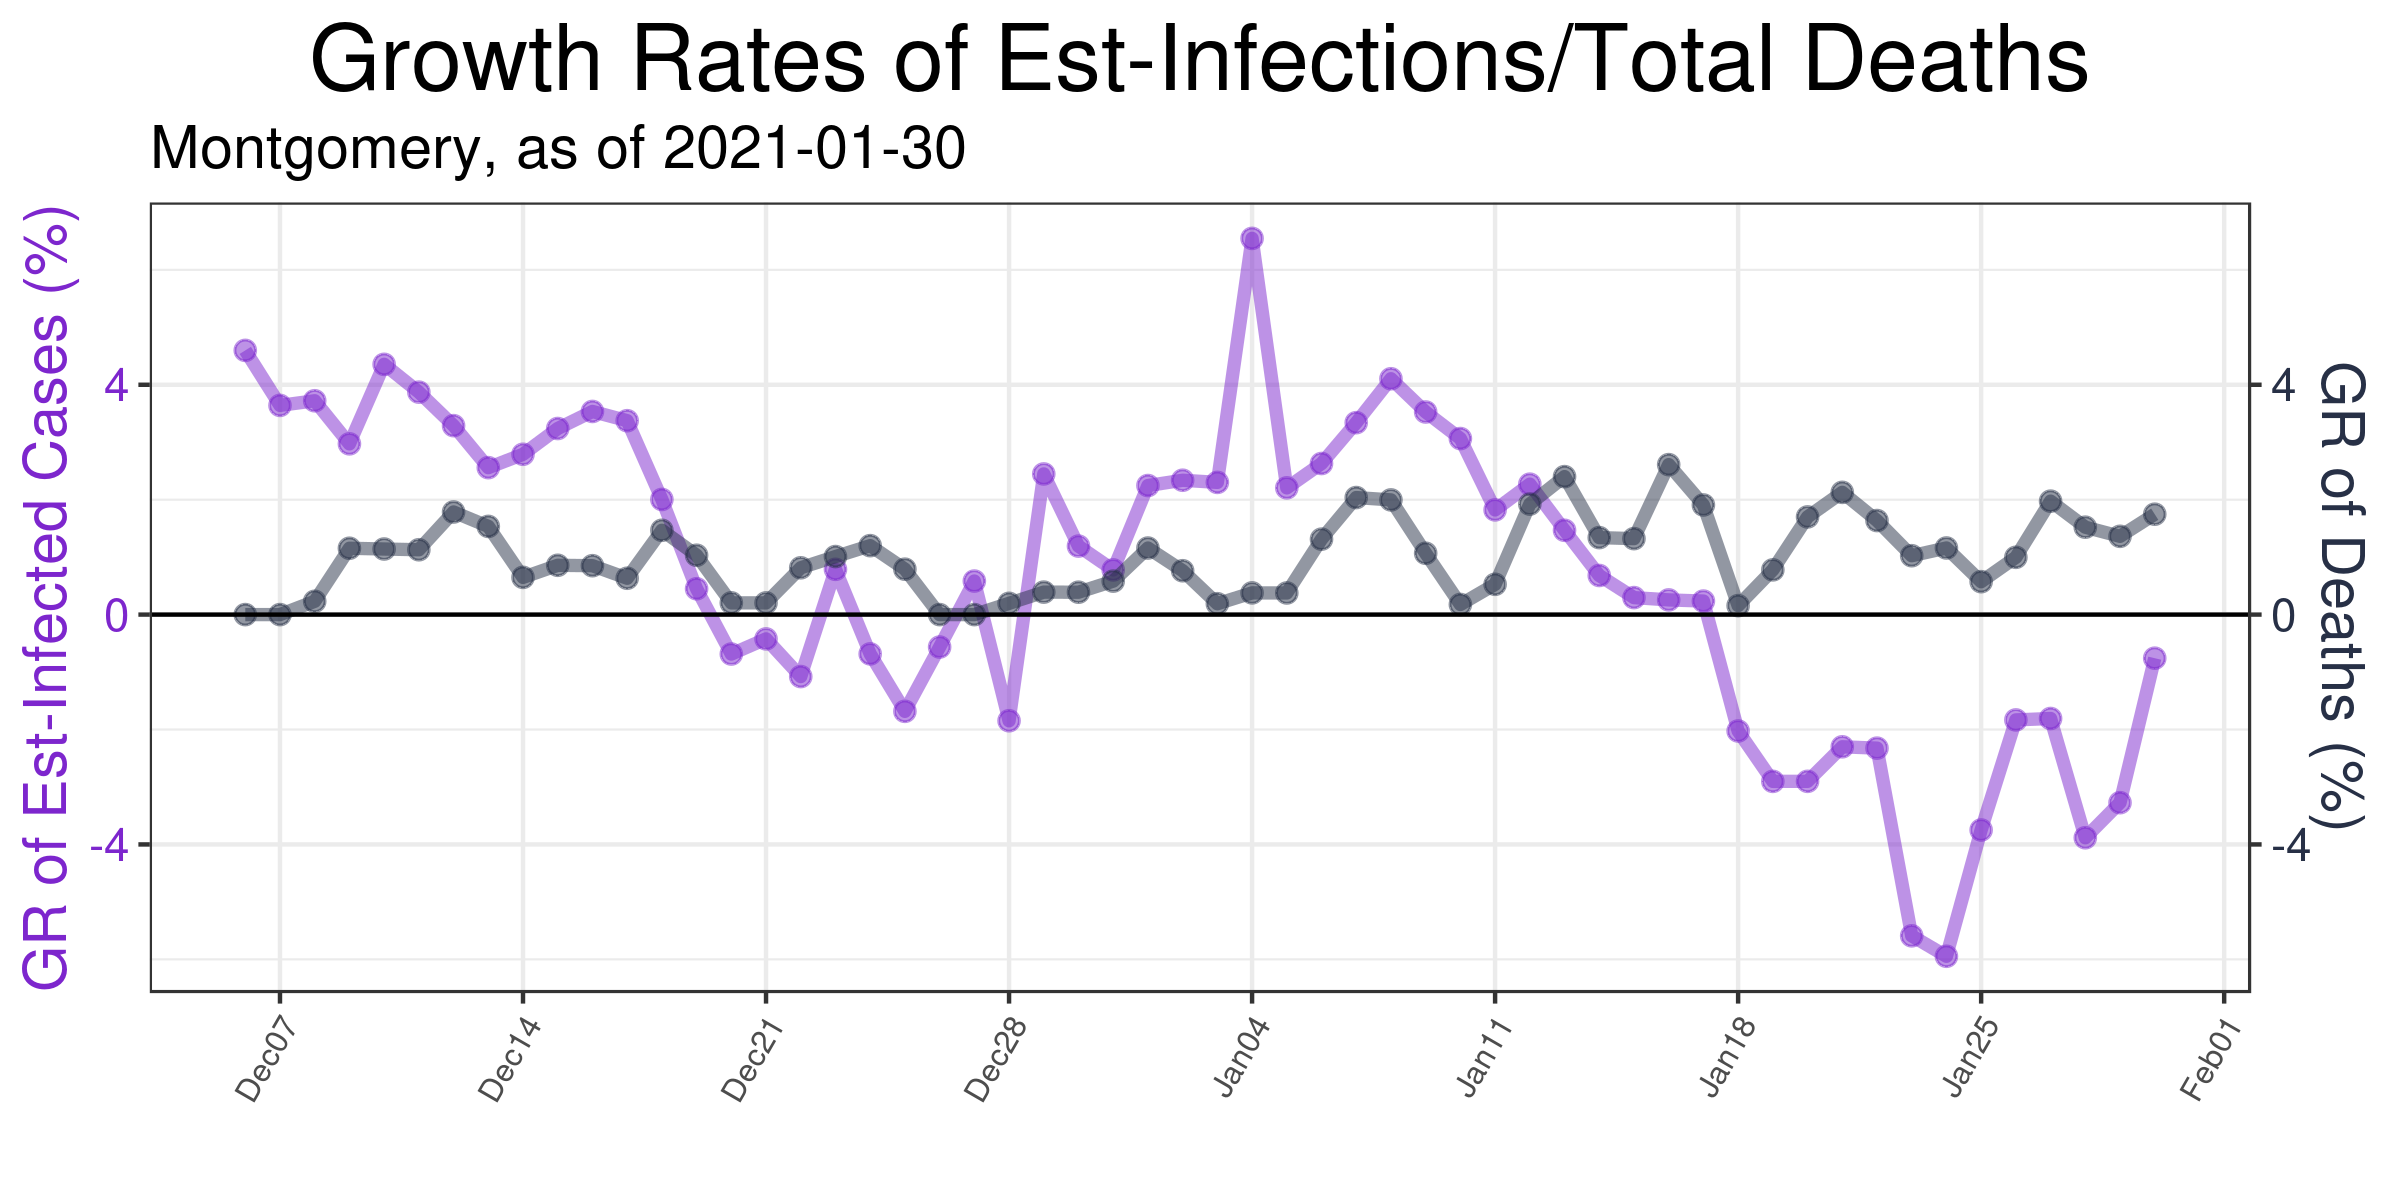 Growth Rates of Est-Infections/Total Deaths
Montgomery, as of 2021-01-30
GR of Est-Infected Cases (%)
4
0
-4
4
0
-4
GR of Deaths (%)
Dec07
Dec14
Dec21
Dec28
Jan04
Jan11
Jan18
Jan25
Feb01